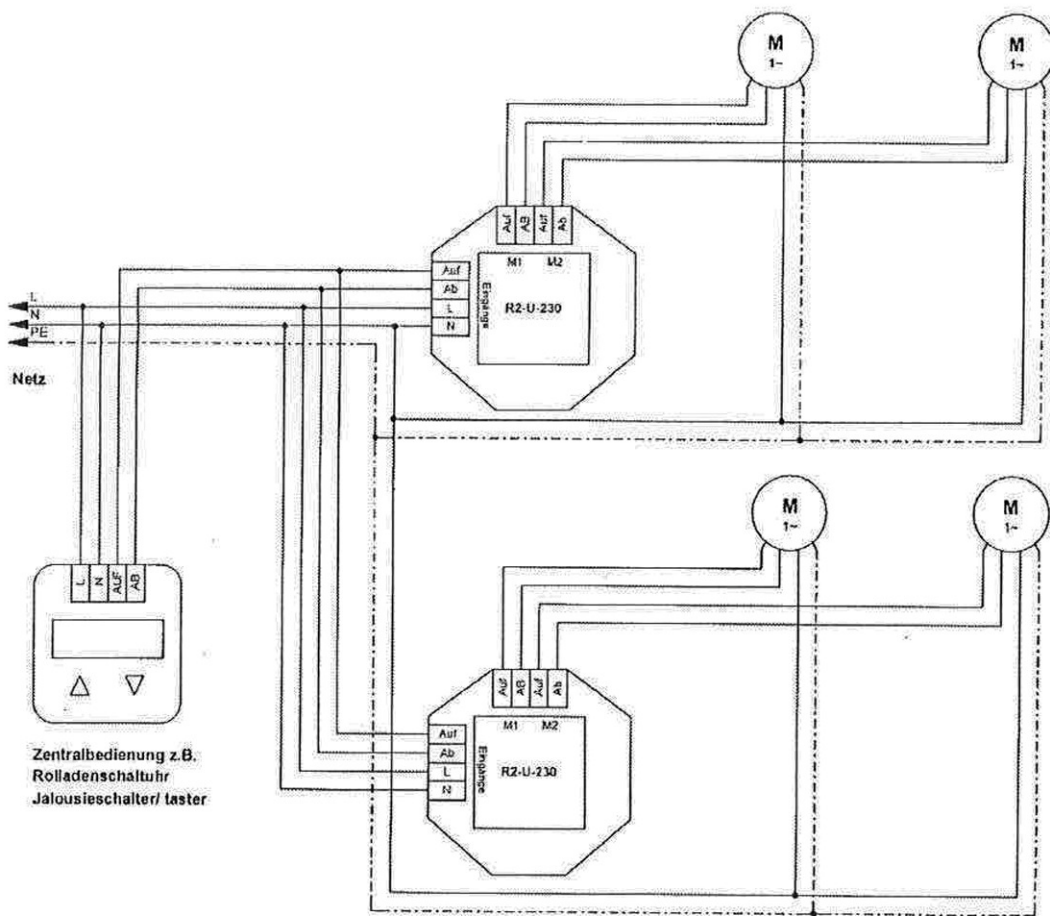 M
1~
M
1~
Auf
AB
Auf
Ab
M1 M2
Auf
Ab
L
N
Eingänge
R2-U-230
L
N
PE
Netz
M
1~
M
1~
L
N
AUF
AB
Auf
AB
Auf
Ab
M1 M2
Auf
Ab
L
N
Eingänge
R2-U-230
Zentralbedienung z.B.
Rolladenschaltuhr
Jalousieschalter/ taster